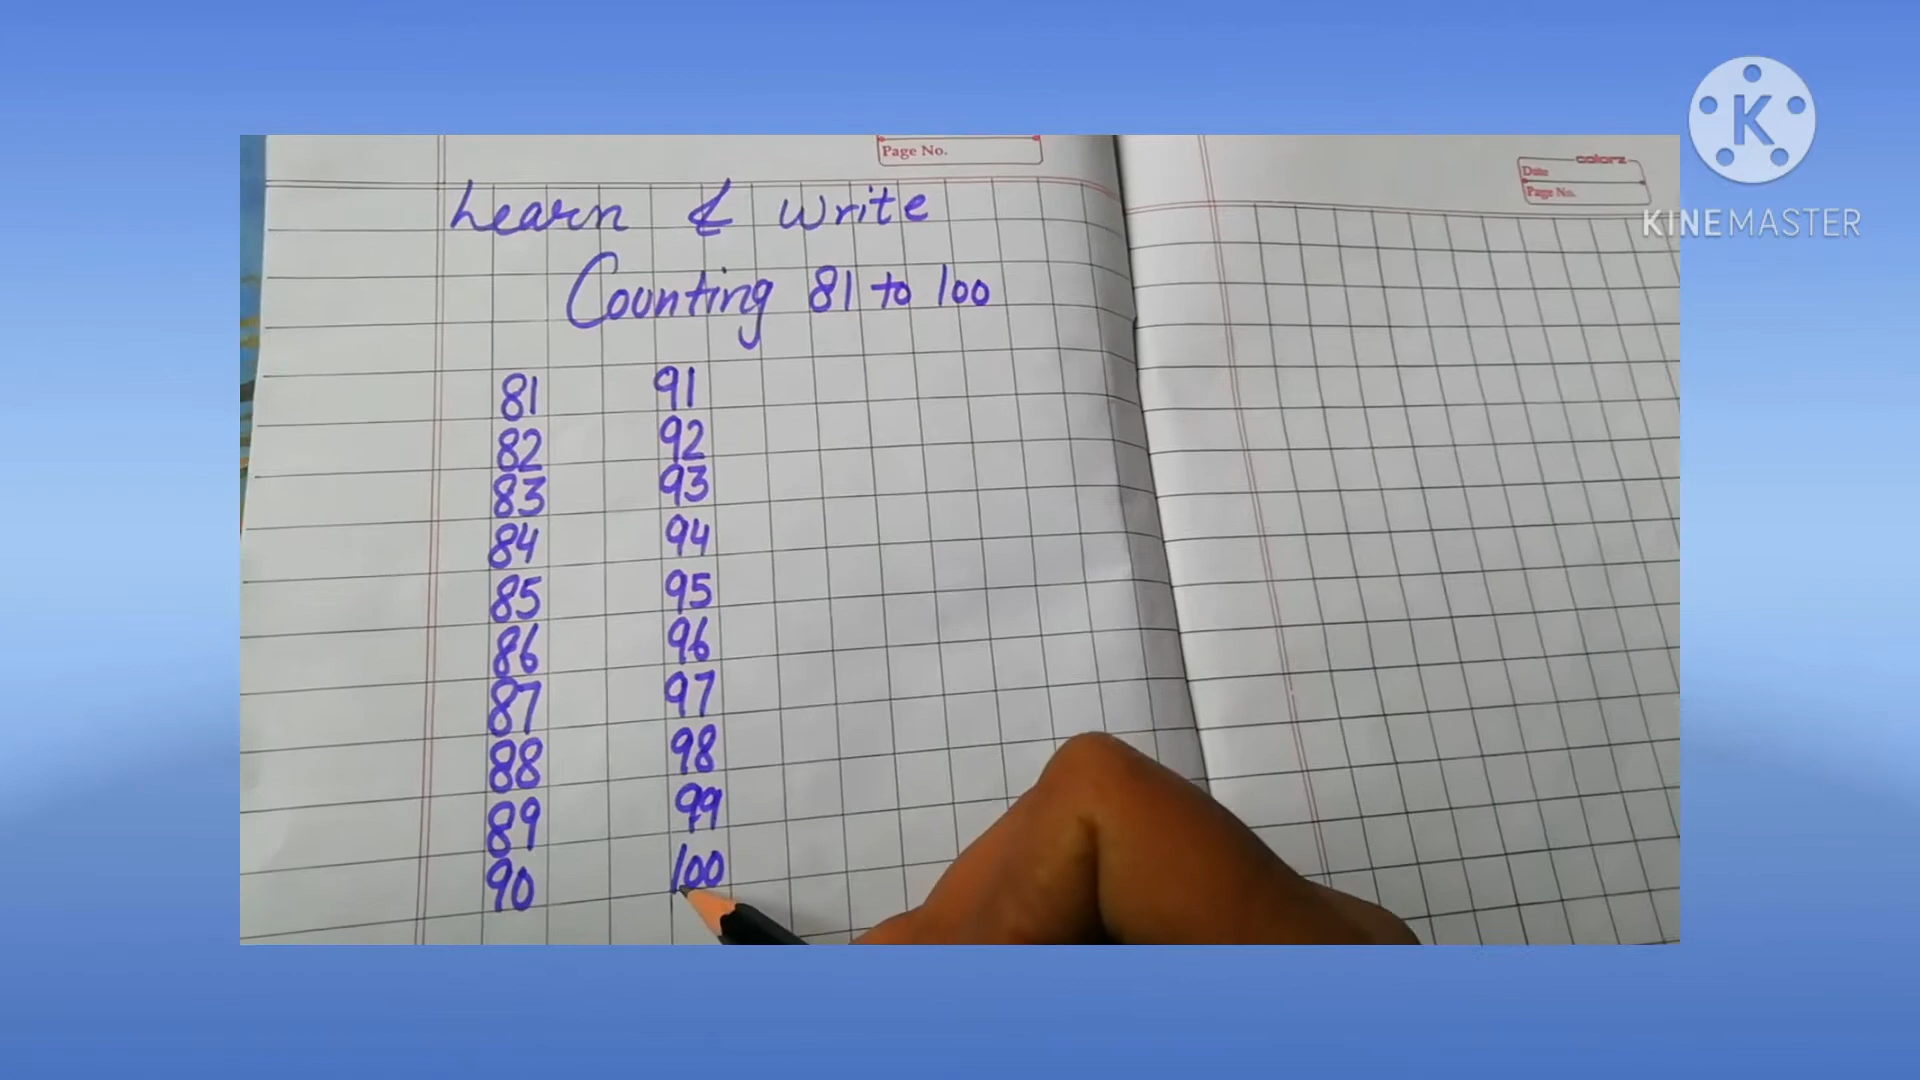 Page No.
colorz
Date
Page No.
K
KINEMASTER
Learn & Write
Counting 81 to 100
81 91
82 92
83 93
84 94
85 95
86 96
87 97
88 98
89 99
90 100